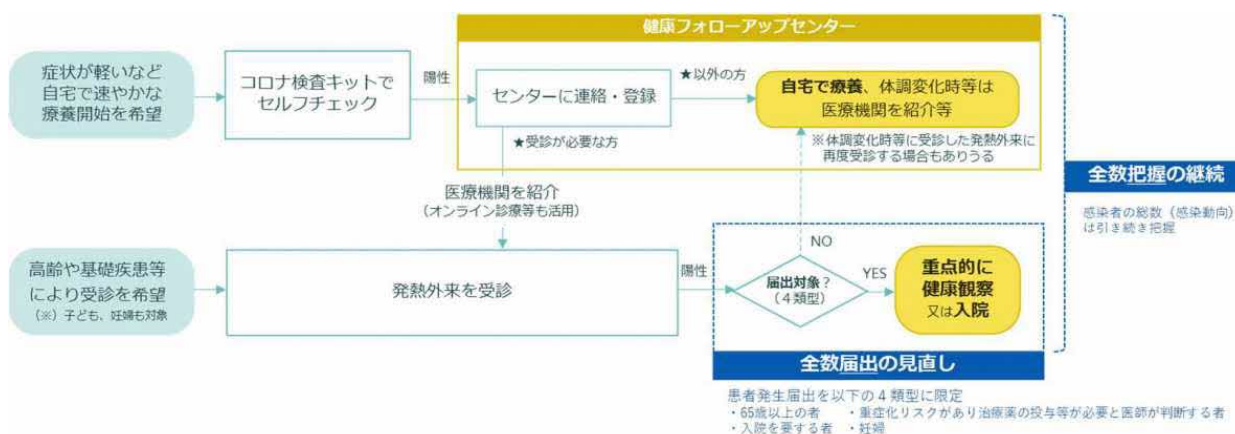 健康フォローアップセンター
症状が軽いなど
自宅で速やかな
療養開始を希望
コロナ検査キットで
セルフチェック
陽性
センターに連絡・登録
★以外の方
自宅で療養、体調変化時等は
医療機関を紹介等
★受診が必要な方
※体調変化時等に受診した発熱外来に
再度受診する場合もありうる
医療機関を紹介
(オンライン診療等も活用)
全数把握の継続
感染者の総数(感染動向)
は引き続き把握
高齢や基礎疾患等
により受診を希望
(※)子ども、妊婦も対象
発熱外来を受診
陽性
届出対象?
(4類型)
NO
YES
重点的に
健康観察
又は入院
全数届出の見直し
患者発生届出を以下の4類型に限定
・65歳以上の者 ・重症化リスクがあり治療薬の投与等が必要と医師が判断する者
・入院を要する者 ・妊婦